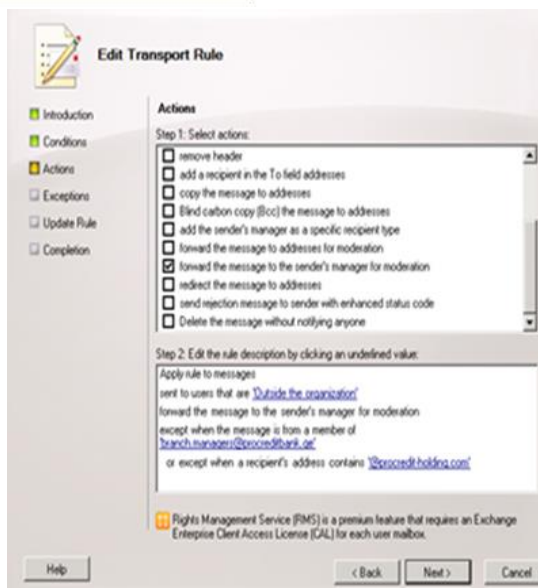 Edit Transport Rule
Introduction
Conditions
Actions
Exceptions
Update Rule
Completion
Actions
Step 1: Select actions:
remove header
add a recipient in the To field addresses
copy the message to addresses
Blind carbon copy (Bcc) the message to addresses
add the sender's manager as a specific recipient type
forward the message to addresses for moderation
forward the message to the sender's manager for moderation
redirect the message to addresses
send rejection message to sender with enhanced status code
Delete the message without notifying anyone
Step 2: Edit the rule description by clicking an underlined value:
Apply rule to messages
sent to users that are 'Outside the organization'
forward the message to the sender's manager for moderation
except when the message is from a member of
'branch.managers@procreditbank.ge'
or except when a recipient's address contains '@procredit-holding.com'
Rights Management Service (RMS) is a premium feature that requires an Exchange
Enterprise Client Access License (CAL) for each user mailbox.
Help
< Back
Next >
Cancel